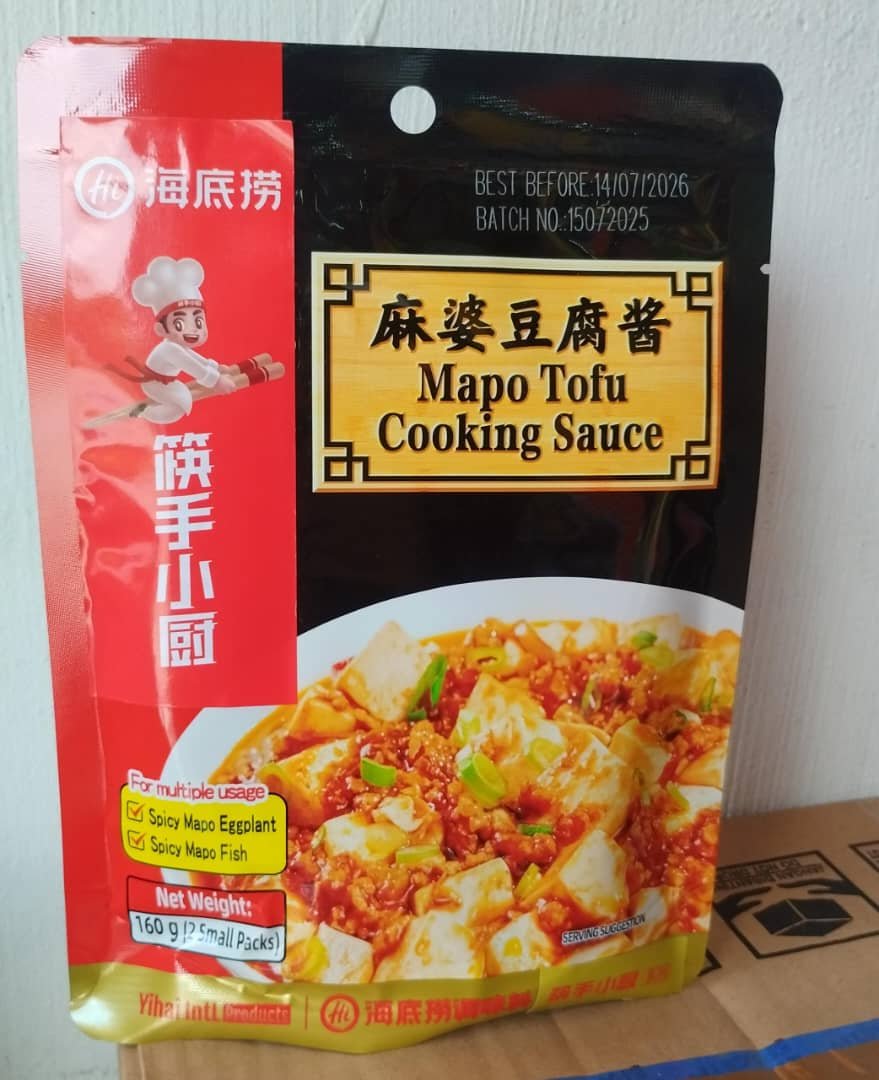 Hi 海底捞
BEST BEFORE:14/07/2026
BATCH NO.:15072025
麻婆豆腐酱
Mapo Tofu
Cooking Sauce
筷手小厨
For multiple usage
Spicy Mapo Eggplant
Spicy Mapo Fish
Net Weight:
160 g (2 Small Packs)
SERVING SUGGESTION
Yihai Intl Products Hi 海底捞调味料 筷手小厨